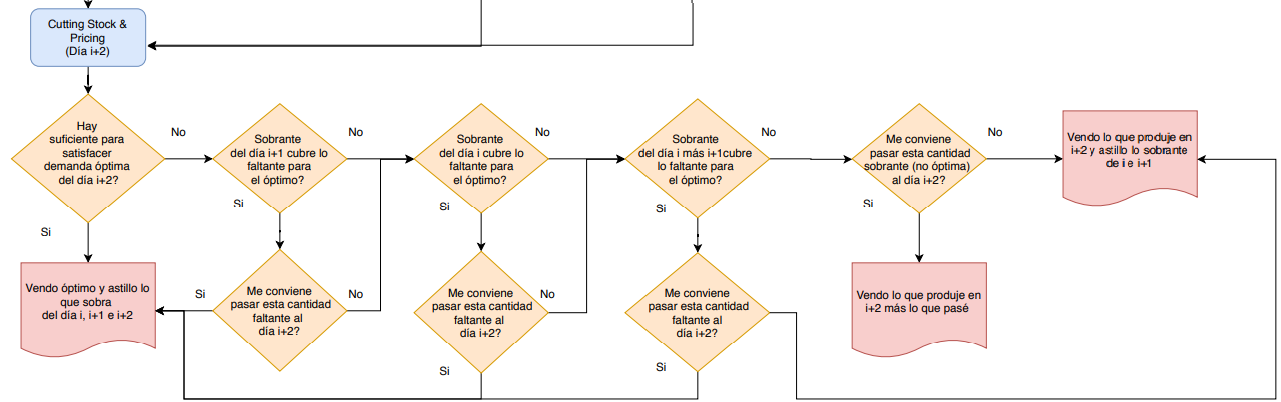 Cutting Stock &
Pricing
(Día i+2)
Hay
suficiente para
satisfacer
demanda óptima
del día i+2?
No
Sobrante
del día i+1 cubre lo
faltante para
el óptimo?
No
Sobrante
del día i cubre lo
faltante para
el óptimo?
No
Sobrante
del día i más i+1cubre
lo faltante para
el óptimo?
No
Me conviene
pasar esta cantidad
sobrante (no óptima)
al día i+2?
No
Vendo lo que produje en
i+2 y astillo lo sobrante
de i e i+1
Si
Si
Si
Si
Si
Vendo óptimo y astillo lo
que sobra
del día i, i+1 e i+2
Si
Me conviene
pasar esta cantidad
faltante al
día i+2?
No
Me conviene
pasar esta cantidad
faltante al
día i+2?
No
Me conviene
pasar esta cantidad
faltante al
día i+2?
Vendo lo que produje en
i+2 más lo que pasé
Si
Si